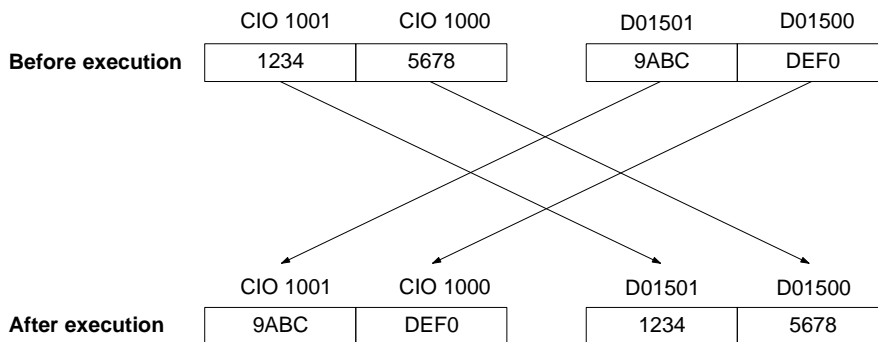 CIO 1001 CIO 1000 D01501 D01500
Before execution 1234 5678 9ABC DEF0
CIO 1001 CIO 1000 D01501 D01500
After execution 9ABC DEF0 1234 5678